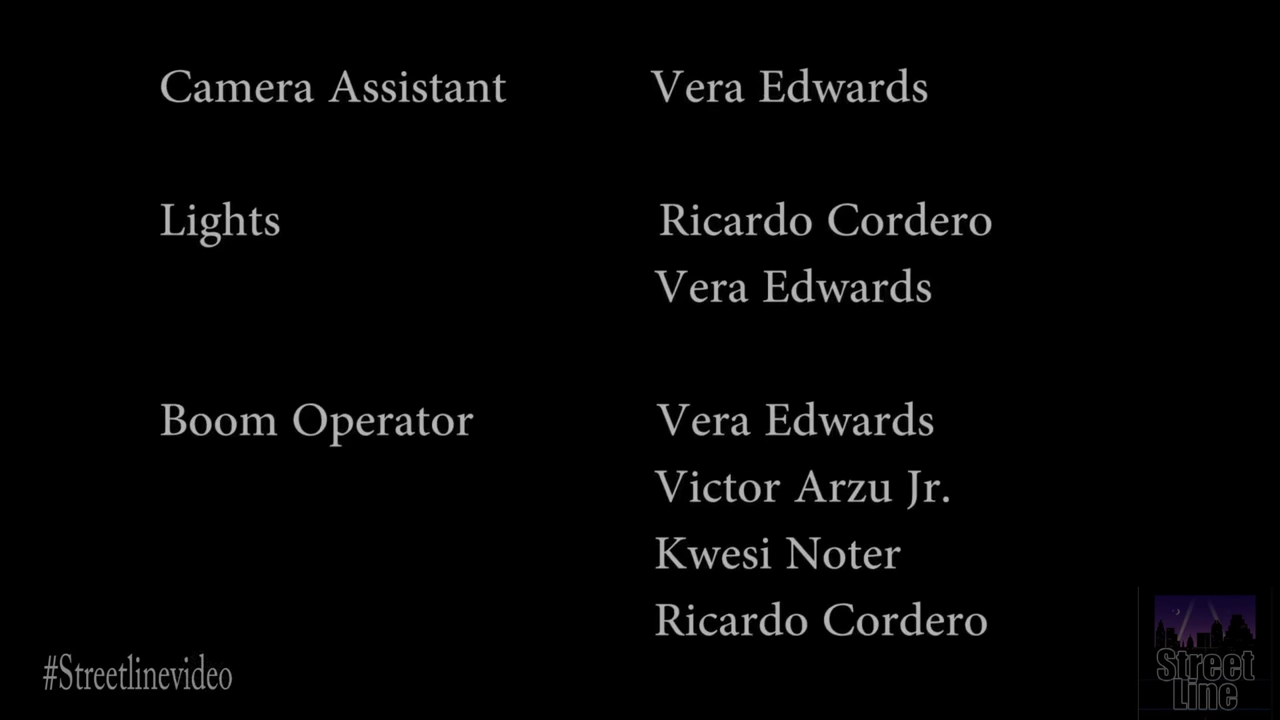 Camera Assistant Vera Edwards
Lights Ricardo Cordero
Vera Edwards
Boom Operator Vera Edwards
Victor Arzu Jr.
Kwesi Noter
Ricardo Cordero
#Streetlinevideo
Street
Line